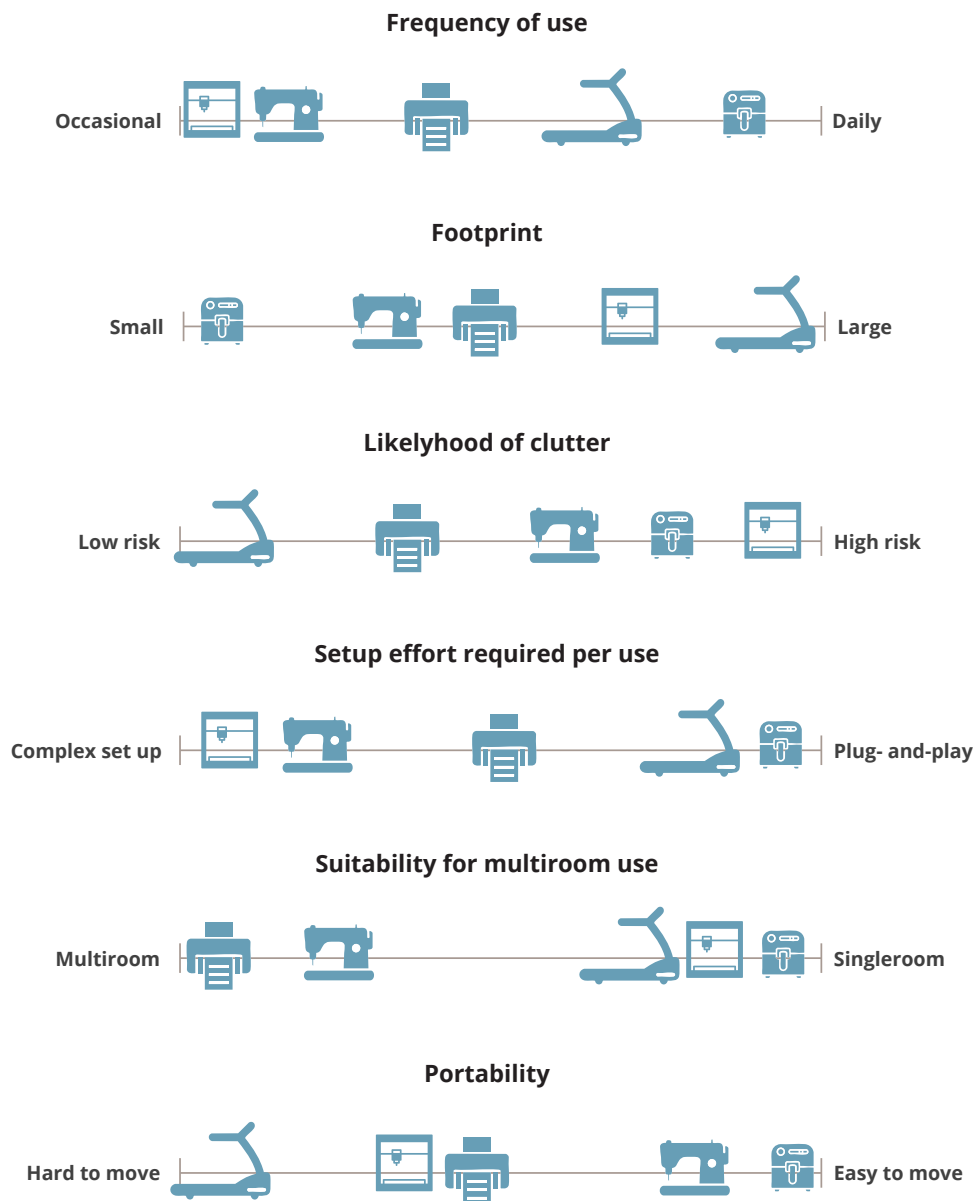 Frequency of use
Occasional
Daily
Footprint
Small
Large
Likelyhood of clutter
Low risk
High risk
Setup effort required per use
Complex set up
Plug- and-play
Suitability for multiroom use
Multiroom
Singleroom
Portability
Hard to move
Easy to move